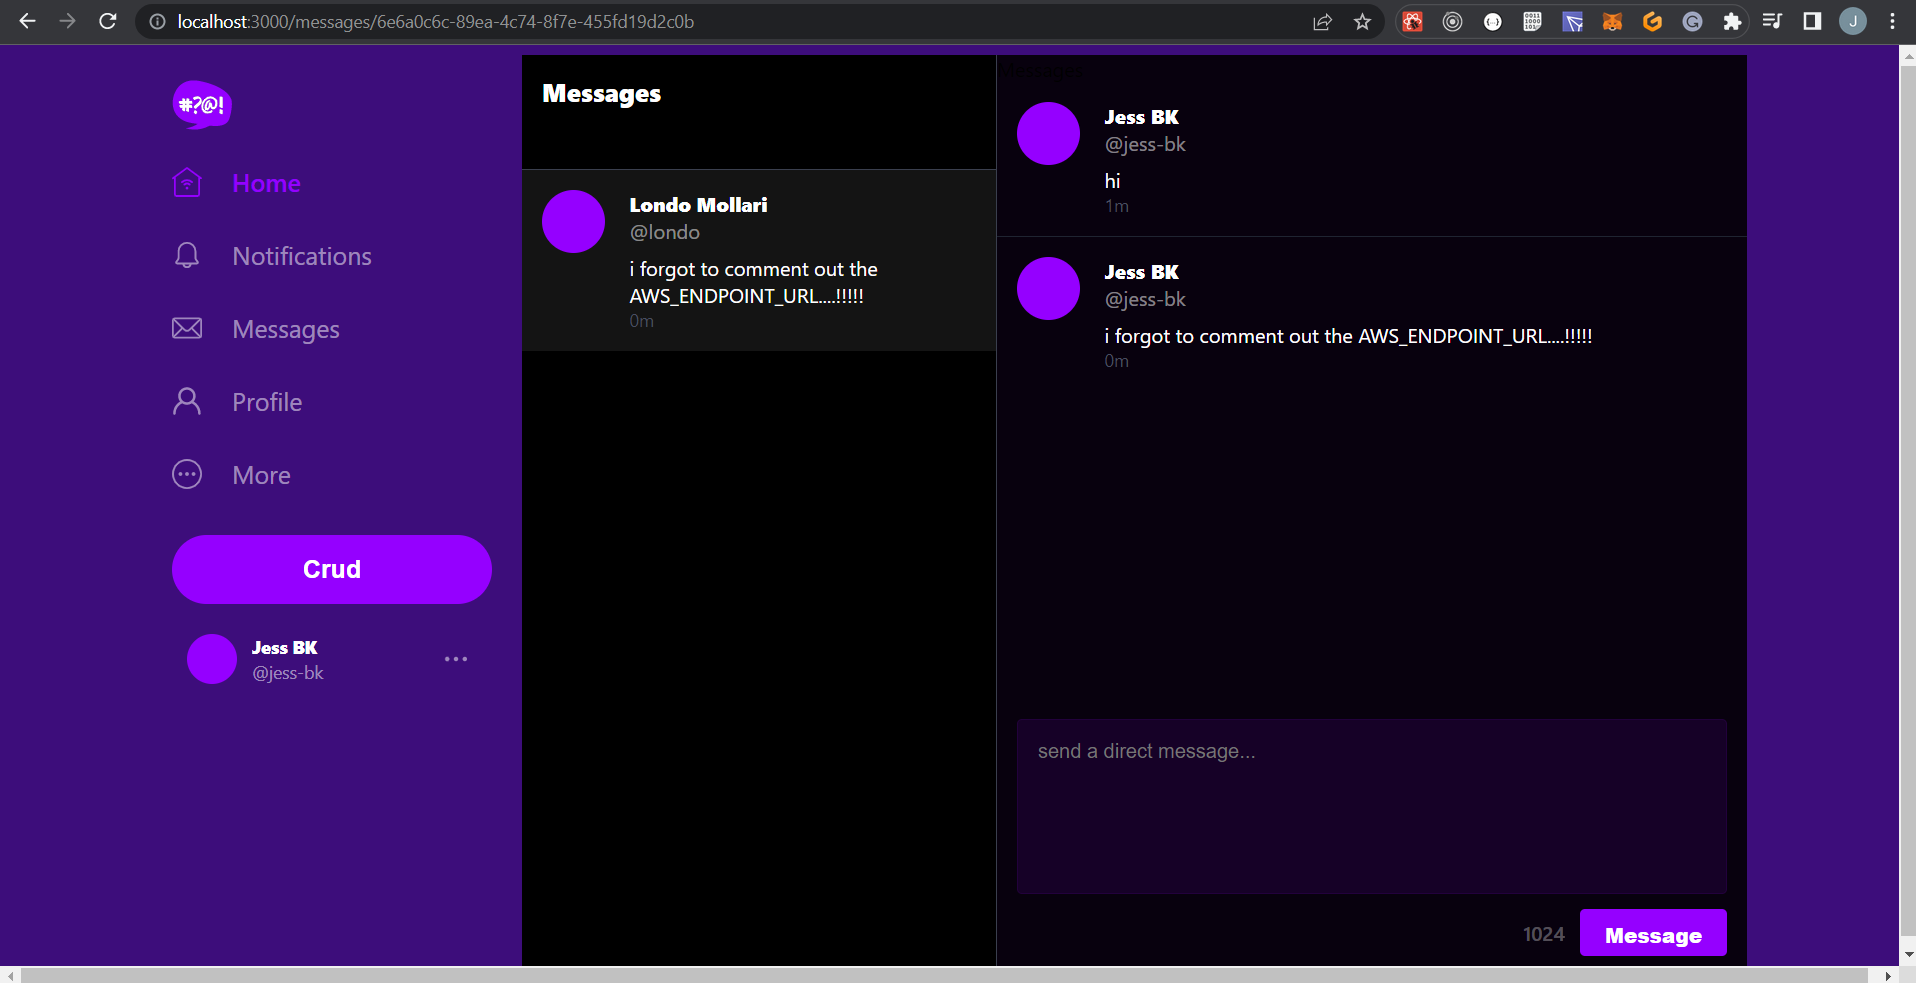 localhost:3000/messages/6e6a0c6c-89ea-4c74-8f7e-455fd19d2c0b
J
#?@!
Home
Notifications
Messages
Profile
More
Crud
Jess BK
@jess-bk
Messages
Londo Mollari
@londo
i forgot to comment out the
AWS_ENDPOINT_URL....!!!!!
0m
Messages
Jess BK
@jess-bk
hi
1m
Jess BK
@jess-bk
i forgot to comment out the AWS_ENDPOINT_URL....!!!!!
0m
send a direct message...
1024
Message